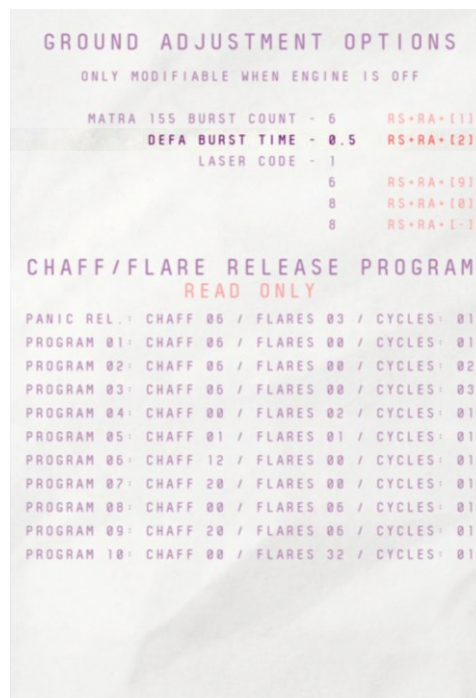 GROUND ADJUSTMENT OPTIONS
ONLY MODIFIABLE WHEN ENGINE IS OFF
MATRA 155 BURST COUNT - 6 RS+RA+[1]
DEFA BURST TIME - 0.5 RS+RA+[2]
LASER CODE - 1
6 RS+RA+[9]
8 RS+RA+[0]
8 RS+RA+[-]
CHAFF/FLARE RELEASE PROGRAM
READ ONLY
PANIC REL.: CHAFF 06 / FLARES 03 / CYCLES: 01
PROGRAM 01: CHAFF 06 / FLARES 00 / CYCLES: 01
PROGRAM 02: CHAFF 06 / FLARES 00 / CYCLES: 02
PROGRAM 03: CHAFF 06 / FLARES 00 / CYCLES: 03
PROGRAM 04: CHAFF 00 / FLARES 02 / CYCLES: 01
PROGRAM 05: CHAFF 01 / FLARES 01 / CYCLES: 01
PROGRAM 06: CHAFF 12 / FLARES 00 / CYCLES: 01
PROGRAM 07: CHAFF 20 / FLARES 00 / CYCLES: 01
PROGRAM 08: CHAFF 00 / FLARES 06 / CYCLES: 01
PROGRAM 09: CHAFF 20 / FLARES 06 / CYCLES: 01
PROGRAM 10: CHAFF 00 / FLARES 32 / CYCLES: 01